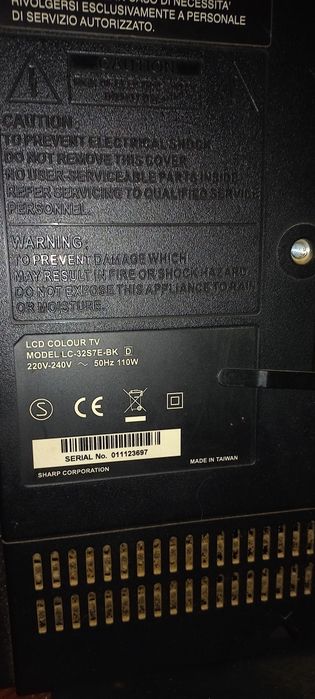 RIVOLGERSI ESCLUSIVAMENTE A PERSONALE
DI SERVIZIO AUTORIZZATO.
CAUTION
CAUTION
TO PREVENT ELECTRICAL SHOCK,
DO NOT REMOVE THIS COVER.
NO USER-SERVICEABLE PARTS INSIDE.
REFER SERVICING TO QUALIFIED SERVICE
PERSONNEL.
WARNING:
TO PREVENT DAMAGE WHICH
MAY RESULT IN FIRE OR SHOCK HAZARD,
DO NOT EXPOSE THIS APPLIANCE TO RAIN
OR MOISTURE.
LCD COLOUR TV
MODEL LC-32S7E-BK D
220V-240V ~ 50Hz 110W
S CE
SERIAL No. 011123697
SHARP CORPORATION MADE IN TAIWAN